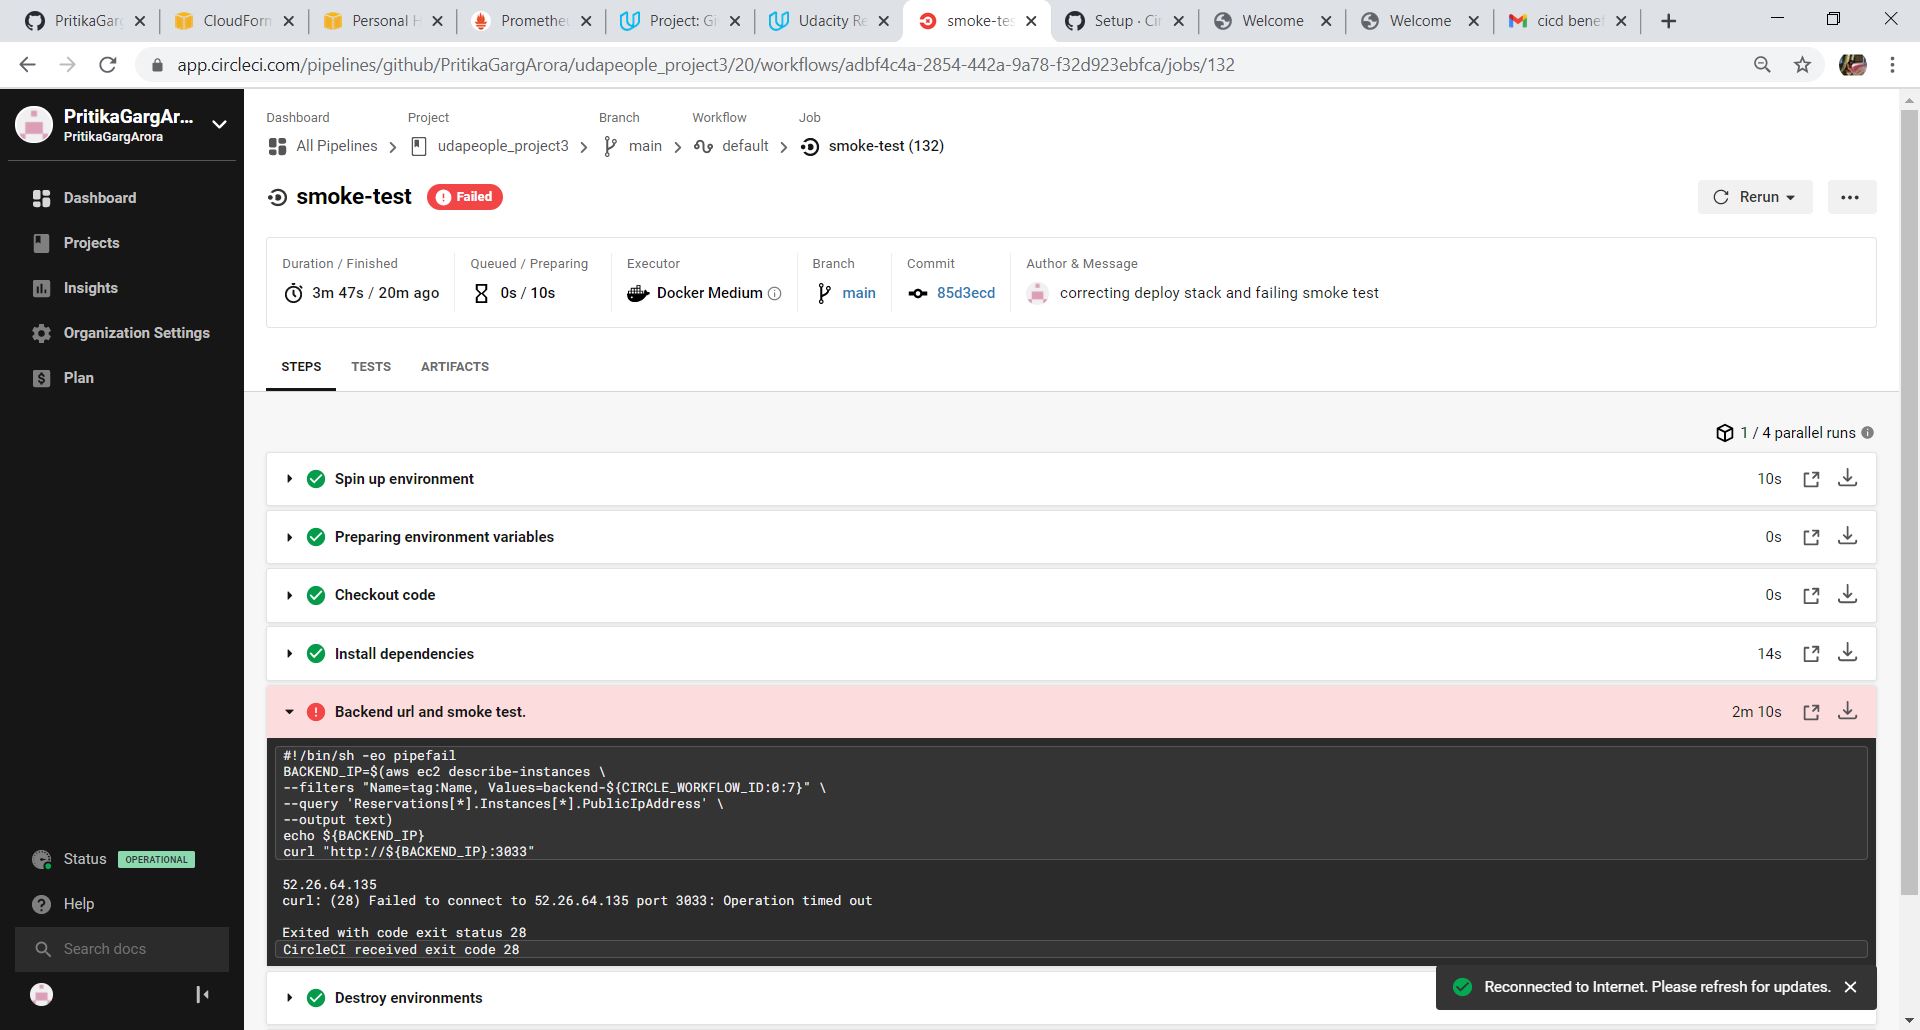 PritikaGarg
CloudForm
Personal H
Prometheu
Project: Gi
Udacity Re
smoke-tes
Setup · Cir
Welcome
Welcome
cicd benef
app.circleci.com/pipelines/github/PritikaGargArora/udapeople_project3/20/workflows/adbf4c4a-2854-442a-9a78-f32d923ebfca/jobs/132
PritikaGargAr...
PritikaGargArora
Dashboard
Projects
Insights
Organization Settings
Plan
Status OPERATIONAL
Help
Search docs
Dashboard Project Branch Workflow Job
All Pipelines udapeople_project3 main default smoke-test (132)
smoke-test Failed
Rerun
Duration / Finished Queued / Preparing Executor Branch Commit Author & Message
3m 47s / 20m ago 0s / 10s Docker Medium main 85d3ecd correcting deploy stack and failing smoke test
STEPS TESTS ARTIFACTS
1 / 4 parallel runs
Spin up environment 10s
Preparing environment variables 0s
Checkout code 0s
Install dependencies 14s
Backend url and smoke test. 2m 10s
#!/bin/sh -eo pipefail
BACKEND_IP=$(aws ec2 describe-instances \
--filters "Name=tag:Name, Values=backend-${CIRCLE_WORKFLOW_ID:0:7}" \
--query 'Reservations[*].Instances[*].PublicIpAddress' \
--output text)
echo ${BACKEND_IP}
curl "http://${BACKEND_IP}:3033"
52.26.64.135
curl: (28) Failed to connect to 52.26.64.135 port 3033: Operation timed out
Exited with code exit status 28
CircleCI received exit code 28
Destroy environments
Reconnected to Internet. Please refresh for updates.